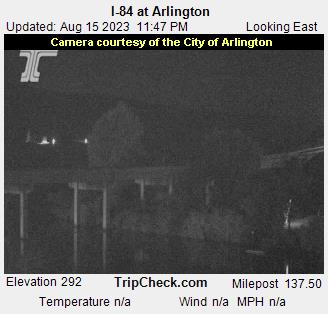 I-84 at Arlington
Updated: Aug 15 2023 11:47 PM Looking East
Camera courtesy of the City of Arlington
Elevation 292 TripCheck.com Milepost 137.50
Temperature n/a Wind n/a MPH n/a